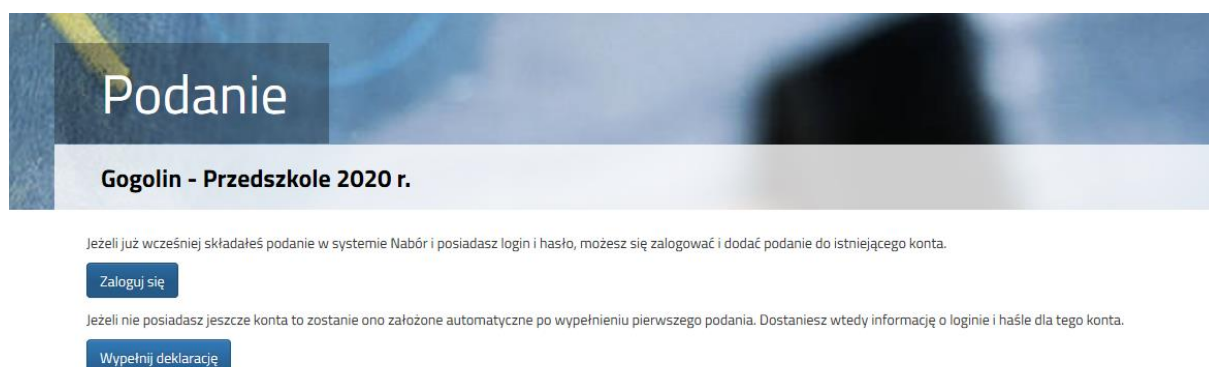 Podanie
Gogolin - Przedszkole 2020 r.
Jeżeli już wcześniej składałeś podanie w systemie Nabór i posiadasz login i hasło, możesz się zalogować i dodać podanie do istniejącego konta.
Zaloguj się
Jeżeli nie posiadasz jeszcze konta to zostanie ono założone automatyczne po wypełnieniu pierwszego podania. Dostaniesz wtedy informację o loginie i haśle dla tego konta.
Wypełnij deklarację